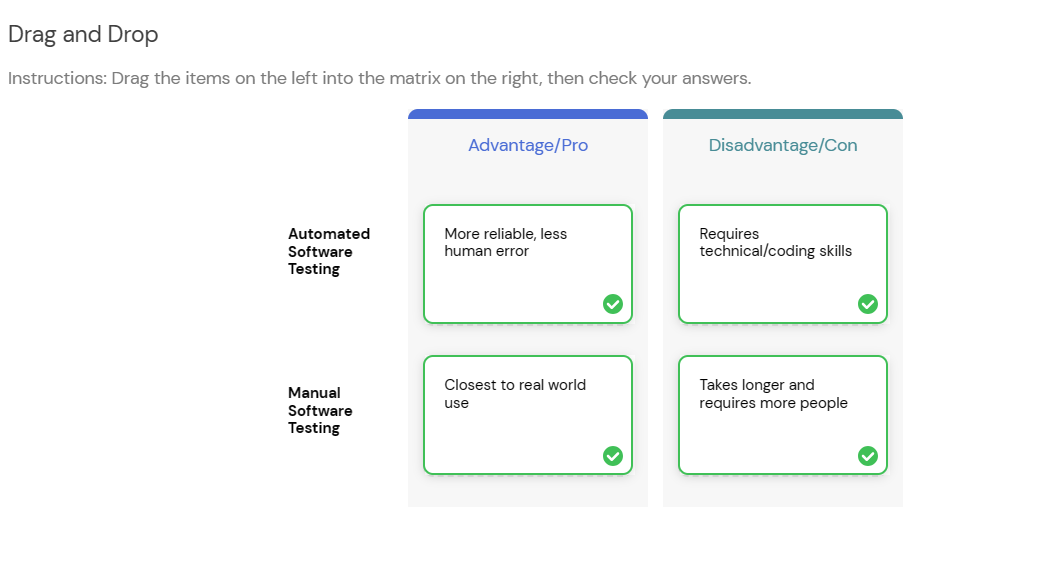 Drag and Drop
Instructions: Drag the items on the left into the matrix on the right, then check your answers.
Advantage/Pro
Disadvantage/Con
Automated
Software
Testing
More reliable, less
human error
Requires
technical/coding skills
Manual
Software
Testing
Closest to real world
use
Takes longer and
requires more people